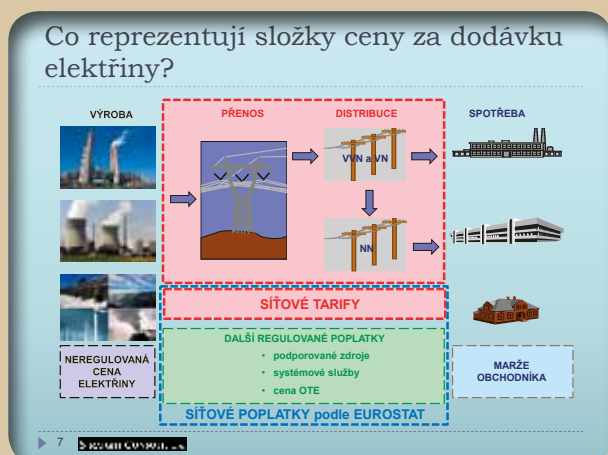 Co reprezentují složky ceny za dodávku
elektřiny?
VÝROBA
PŘENOS
DISTRIBUCE
SPOTŘEBA
VVN a VN
NN
SÍŤOVÉ TARIFY
DALŠÍ REGULOVANÉ POPLATKY
• podporované zdroje
• systémové služby
• cena OTE
NEREGULOVANÁ
CENA
ELEKTŘINY
MARŽE
OBCHODNÍKA
SÍŤOVÉ POPLATKY podle EUROSTAT
7